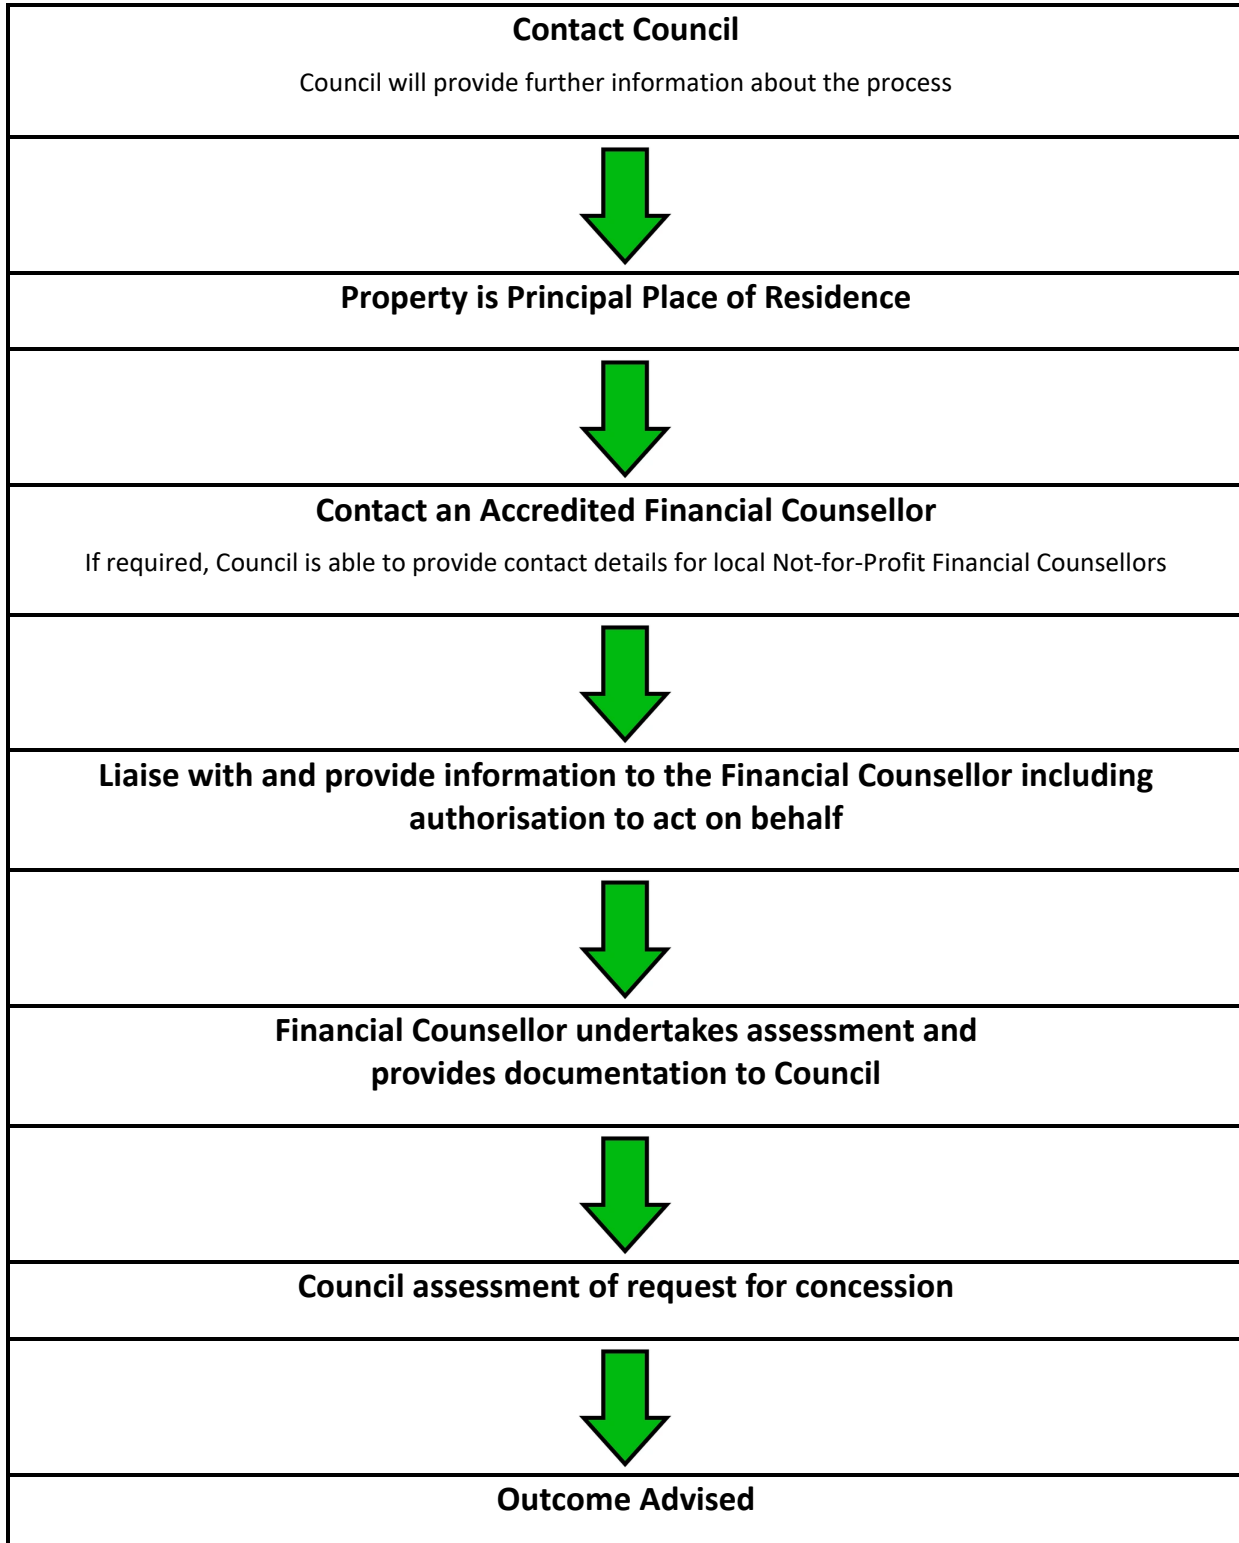 Contact Council
Council will provide further information about the process
Property is Principal Place of Residence
Contact an Accredited Financial Counsellor
If required, Council is able to provide contact details for local Not-for-Profit Financial Counsellors
Liaise with and provide information to the Financial Counsellor including
authorisation to act on behalf
Financial Counsellor undertakes assessment and
provides documentation to Council
Council assessment of request for concession
Outcome Advised